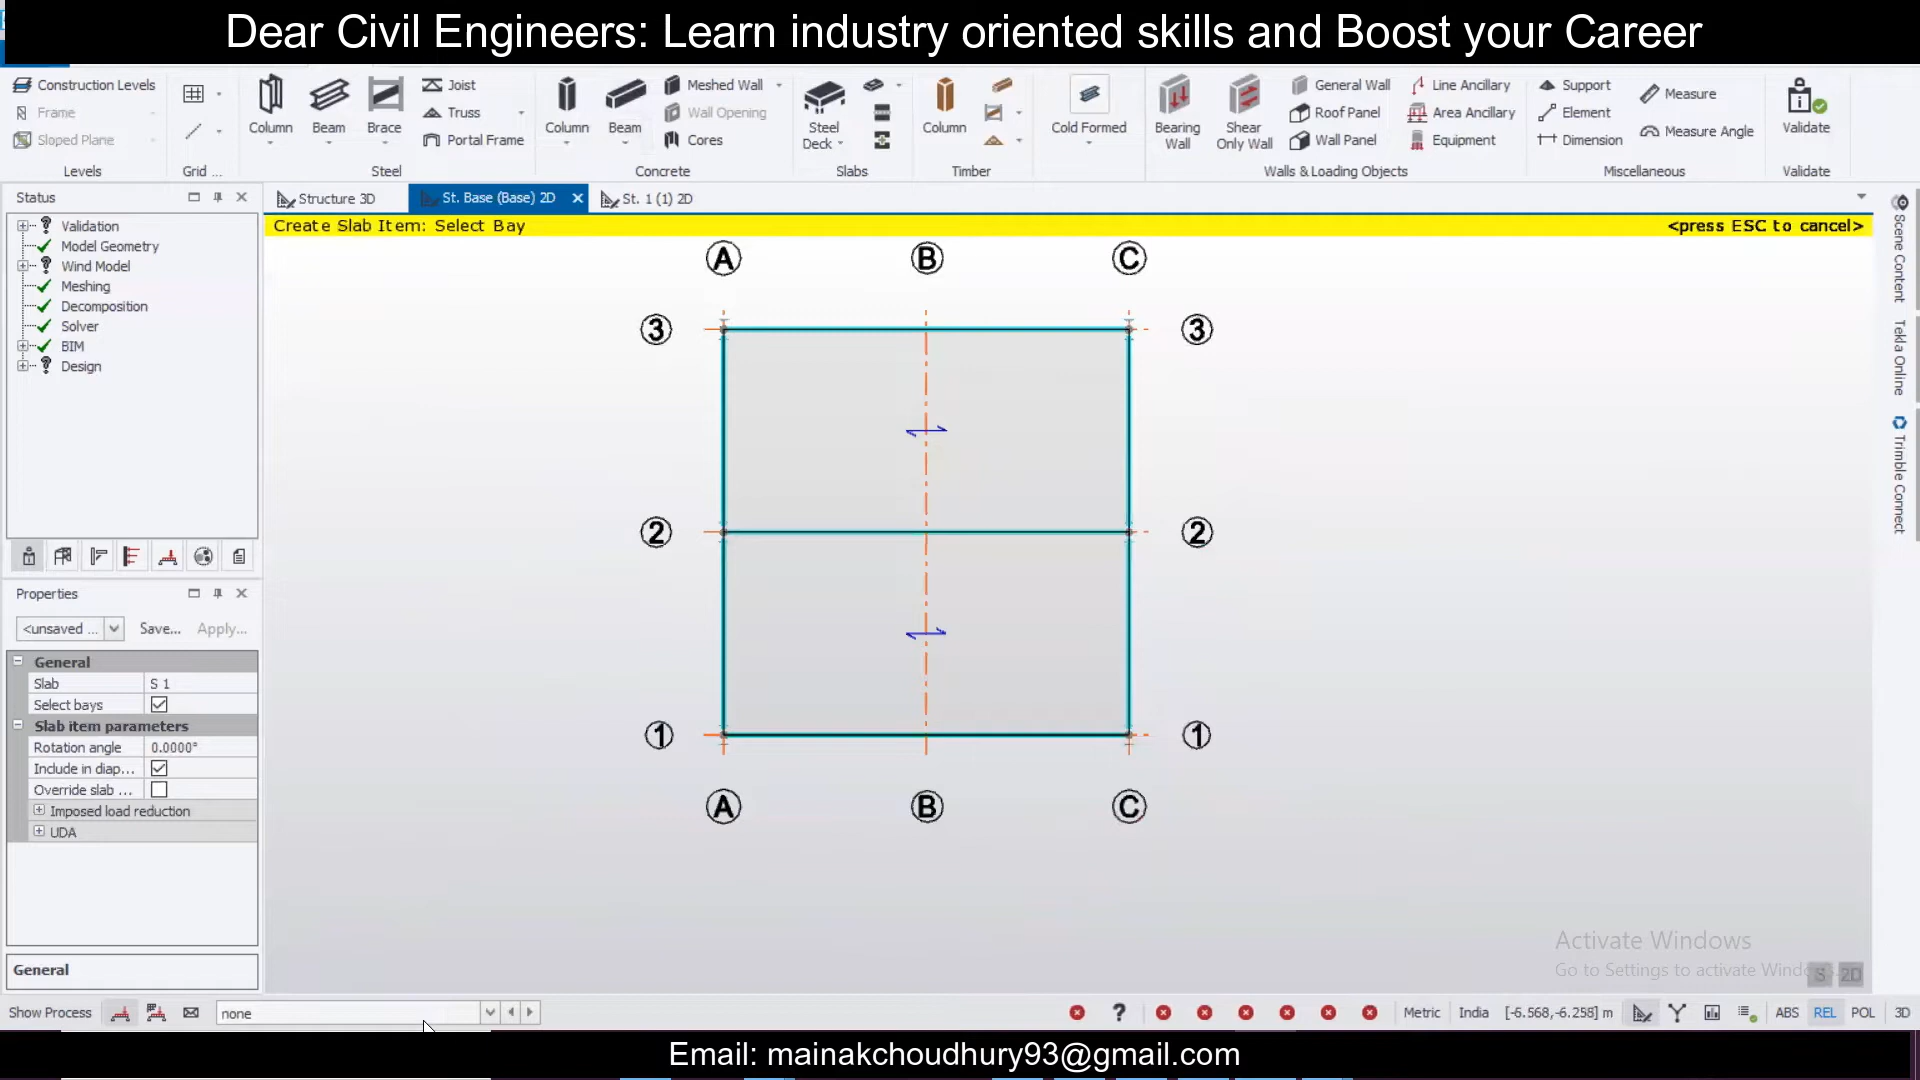 Dear Civil Engineers: Learn industry oriented skills and Boost your Career
Construction Levels
Frame
Sloped Plane
Levels
Grid ...
Column
Beam
Brace
Joist
Truss
Portal Frame
Steel
Column
Beam
Meshed Wall
Wall Opening
Cores
Concrete
Steel
Deck
Slabs
Column
Timber
Cold Formed
Bearing
Wall
Shear
Only Wall
General Wall
Roof Panel
Wall Panel
Line Ancillary
Area Ancillary
Equipment
Walls & Loading Objects
Support
Element
Dimension
Measure
Measure Angle
Miscellaneous
Validate
Validate
Status
Validation
Model Geometry
Wind Model
Meshing
Decomposition
Solver
BIM
Design
Structure 3D
St. Base (Base) 2D
St. 1 (1) 2D
Create Slab Item: Select Bay
<press ESC to cancel>
A B C
3 3
2 2
1 1
A B C
Scene Content
Tekla Online
Trimble Connect
Properties
<unsaved ...
Save...
Apply...
General
Slab S 1
Select bays
Slab item parameters
Rotation angle 0.0000°
Include in diap...
Override slab ...
Imposed load reduction
UDA
General
Activate Windows
Go to Settings to activate Windows.
S 2D
Show Process
none
Metric India [-6.568,-6.258] m ABS REL POL 3D
Email: mainakchoudhury93@gmail.com